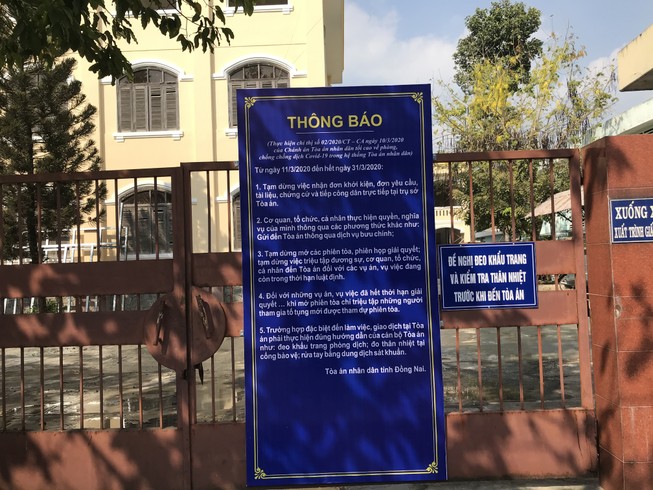 THÔNG BÁO
(Thực hiện chỉ thị số 02/2020/CT – CA ngày 10/3/2020
của Chánh án Tòa án nhân dân tối cao về phòng,
chống dịch Covid-19 trong hệ thống Tòa án nhân dân)
Từ ngày 11/3/2020 đến hết ngày 31/3/2020:
1. Tạm dừng việc nhận đơn khởi kiện, đơn yêu cầu,
tài liệu, chứng cứ và tiếp công dân trực tiếp tại trụ sở
Tòa án.
2. Cơ quan, tổ chức, cá nhân thực hiện quyền, nghĩa
vụ của mình thông qua các phương thức khác như:
Gửi đến Tòa án thông qua dịch vụ bưu chính;
3. Tạm dừng mở các phiên tòa, phiên họp giải quyết;
tạm dừng việc triệu tập đương sự, cơ quan, tổ chức,
cá nhân đến Tòa án đối với các vụ án, vụ việc đang
còn trong thời hạn luật định.
4. Đối với những vụ án, vụ việc đã hết thời hạn giải
quyết ... khi mở phiên tòa chỉ triệu tập những người
tham gia tố tụng mới được tham dự phiên tòa.
5. Trường hợp đặc biệt đến làm việc, giao dịch tại Tòa
án phải thực hiện đúng hướng dẫn của cán bộ Tòa án
như: đeo khẩu trang phòng dịch; đo thân nhiệt tại
cổng bảo vệ; rửa tay bằng dung dịch sát khuẩn.
Tòa án nhân dân tỉnh Đồng Nai.
ĐỀ NGHỊ ĐEO KHẨU TRANG
VÀ KIỂM TRA THÂN NHIỆT
TRƯỚC KHI ĐẾN TÒA ÁN
XUỐNG X
XUẤT TRÌNH GIẤ